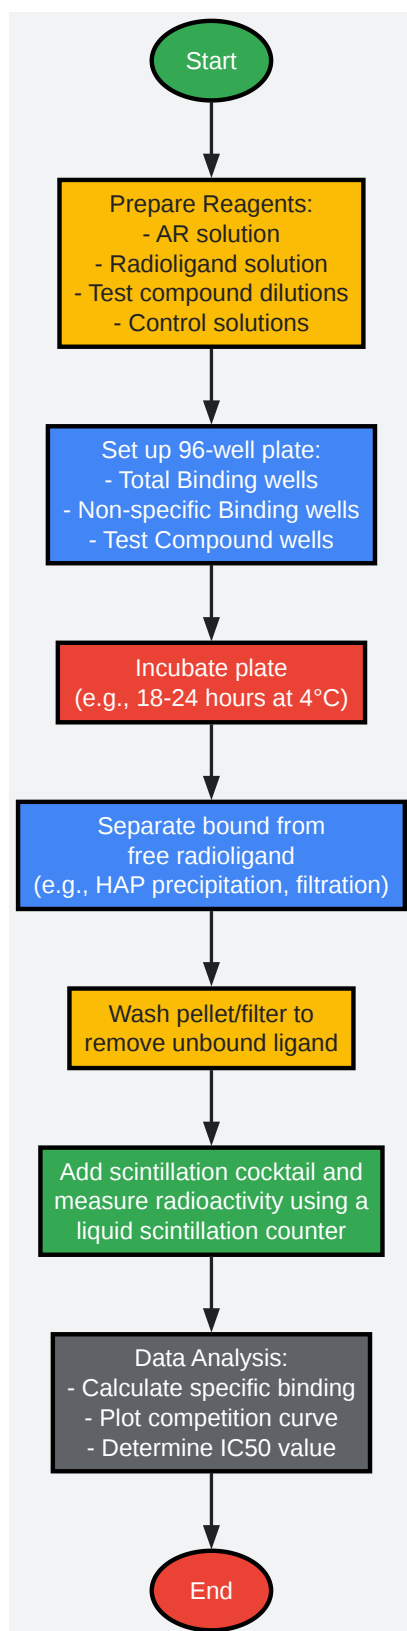 Start
Prepare Reagents:
- AR solution
- Radioligand solution
- Test compound dilutions
- Control solutions
Set up 96-well plate:
- Total Binding wells
- Non-specific Binding wells
- Test Compound wells
Incubate plate
(e.g., 18-24 hours at 4°C)
Separate bound from
free radioligand
(e.g., HAP precipitation, filtration)
Wash pellet/filter to
remove unbound ligand
Add scintillation cocktail and
measure radioactivity using a
liquid scintillation counter
Data Analysis:
- Calculate specific binding
- Plot competition curve
- Determine IC50 value
End